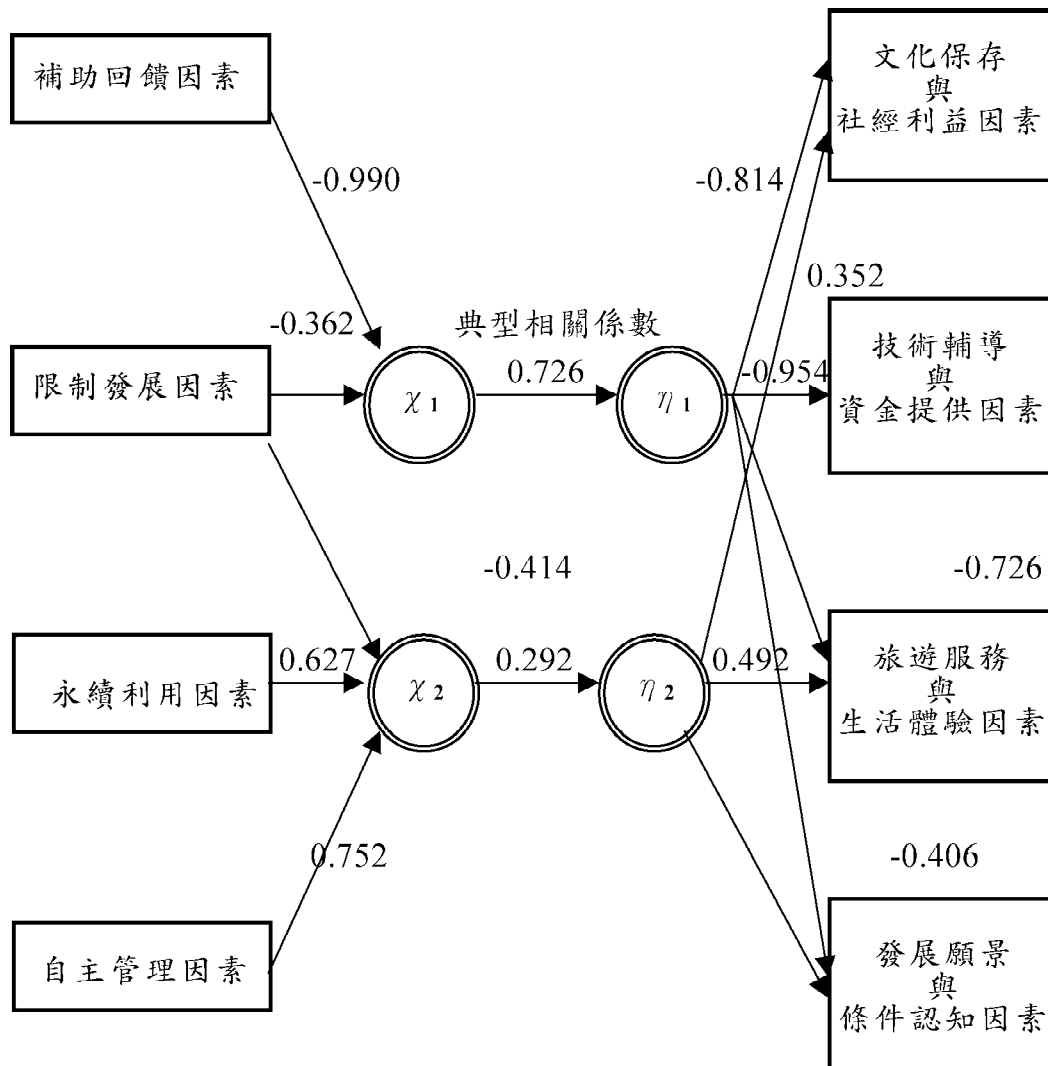 補助回饋因素
文化保存
與
社經利益因素
-0.990
-0.814
0.352
-0.362
典型相關係數
限制發展因素
χ 1
0.726
η 1
-0.954
技術輔導
與
資金提供因素
-0.414
-0.726
永續利用因素
0.627
χ 2
0.292
η 2
0.492
旅遊服務
與
生活體驗因素
0.752
-0.406
自主管理因素
發展願景
與
條件認知因素